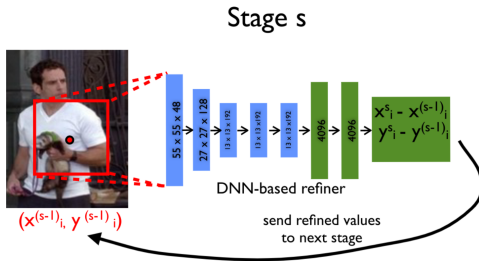 Stage s
55 x 55 x 48
27 x 27 x 128
13 x 13 x 192
13 x 13 x 192
13 x 13 x 192
4096
4096
xˢᵢ - x⁽ˢ⁻¹⁾ᵢ
yˢᵢ - y⁽ˢ⁻¹⁾ᵢ
DNN-based refiner
send refined values
to next stage
(x⁽ˢ⁻¹⁾ᵢ, y⁽ˢ⁻¹⁾ᵢ)